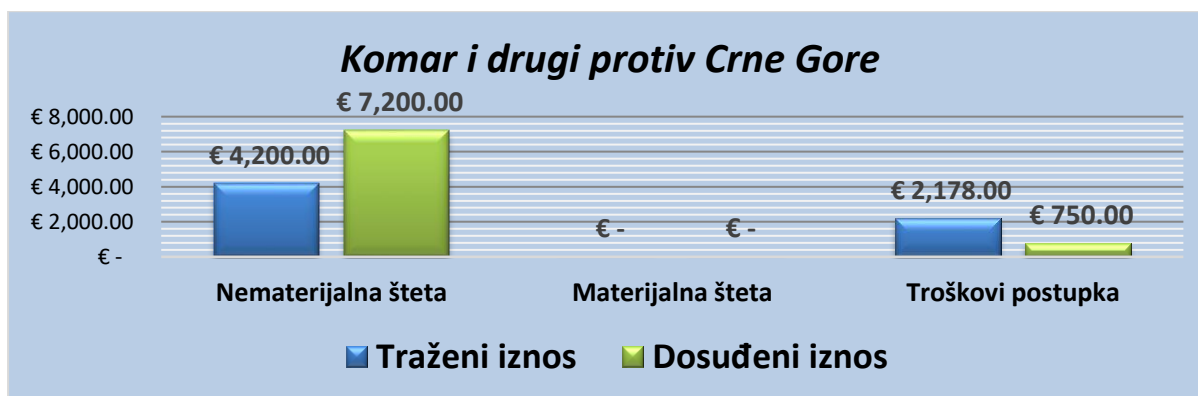 Komar i drugi protiv Crne Gore
€ 8,000.00
€ 6,000.00
€ 4,000.00
€ 2,000.00
€ -
€ 4,200.00
€ 7,200.00
€ -
€ -
€ 2,178.00
€ 750.00
Nematerijalna šteta
Materijalna šteta
Troškovi postupka
Traženi iznos
Dosuđeni iznos